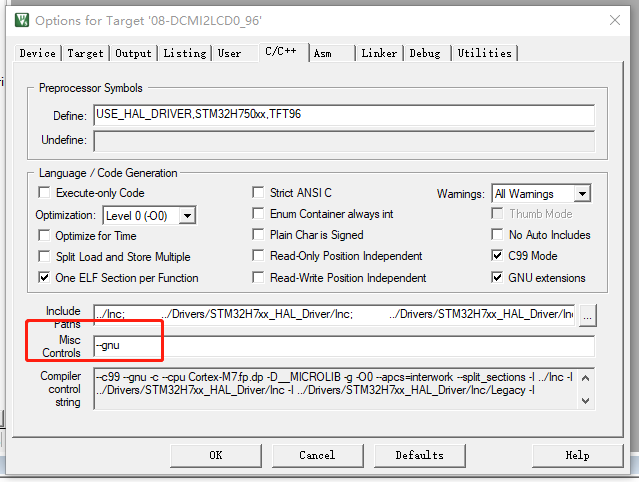 Options for Target '08-DCMI2LCD0_96'
Device Target Output Listing User C/C++ Asm Linker Debug Utilities
Preprocessor Symbols
Define: USE_HAL_DRIVER,STM32H750xx,TFT96
Undefine:
Language / Code Generation
Execute-only Code Strict ANSI C Warnings: All Warnings
Optimization: Level 0 (-O0) Enum Container always int Thumb Mode
Optimize for Time Plain Char is Signed No Auto Includes
Split Load and Store Multiple Read-Only Position Independent C99 Mode
One ELF Section per Function Read-Write Position Independent GNU extensions
Include Paths ../Inc; ../Drivers/STM32H7xx_HAL_Driver/Inc; ../Drivers/STM32H7xx_HAL_Driver/Inc ...
Misc Controls --gnu
Compiler control string --c99 --gnu -c --cpu Cortex-M7.fp.dp -D__MICROLIB -g -O0 --apcs=interwork --split_sections -I ../Inc -I
../Drivers/STM32H7xx_HAL_Driver/Inc -I ../Drivers/STM32H7xx_HAL_Driver/Inc/Legacy -I
OK Cancel Defaults Help